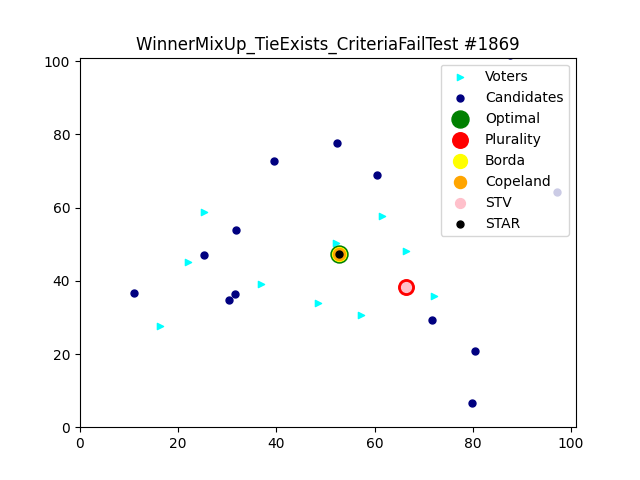 WinnerMixUp_TieExists_CriteriaFailTest #1869
100
80
60
40
20
0
0 20 40 60 80 100
Voters
Candidates
Optimal
Plurality
Borda
Copeland
STV
STAR